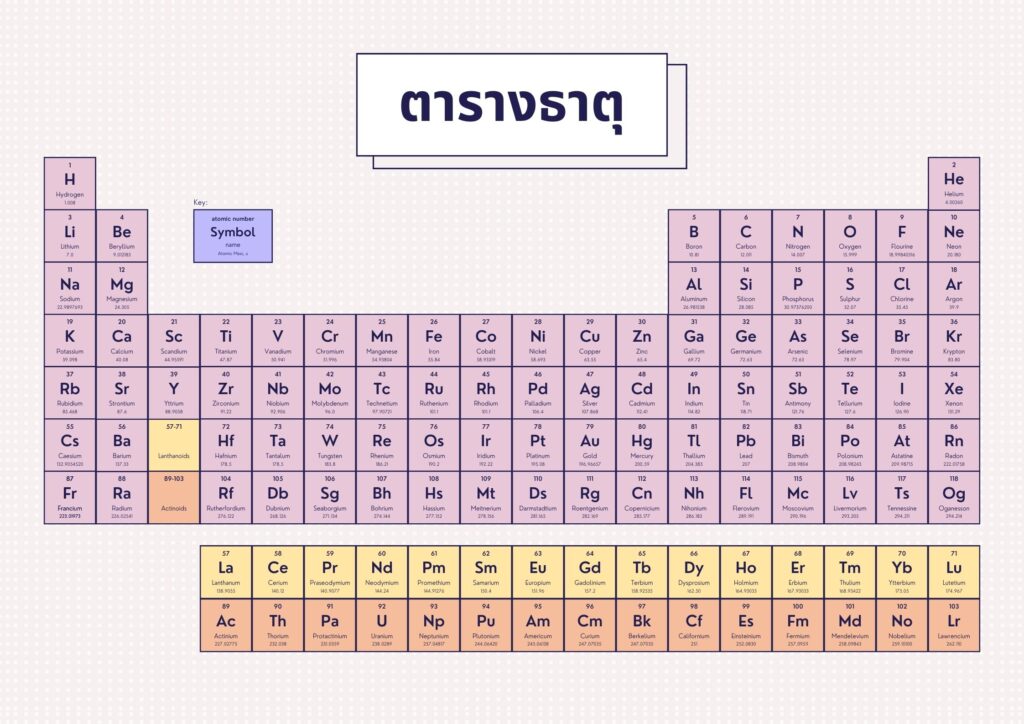 ตารางธาตุ
1 2
H He
Hydrogen Helium
1.008 4.00260
Key:
atomic number
Symbol
name
Atomic Mass, u
3 4 5 6 7 8 9 10
Li Be B C N O F Ne
Lithium Beryllium Boron Carbon Nitrogen Oxygen Flourine Neon
7.0 9.012183 10.81 12.011 14.007 15.999 18.99840316 20.180
11 12 13 14 15 16 17 18
Na Mg Al Si P S Cl Ar
Sodium Magnesium Aluminum Silicon Phosphorus Sulphur Chlorine Argon
22.9897693 24.305 26.981538 28.085 30.97376200 32.07 35.45 39.9
19 20 21 22 23 24 25 26 27 28 29 30 31 32 33 34 35 36
K Ca Sc Ti V Cr Mn Fe Co Ni Cu Zn Ga Ge As Se Br Kr
Potassium Calcium Scandium Titanium Vanadium Chromium Manganese Iron Cobalt Nickel Copper Zinc Gallium Germanium Arsenic Selenium Bromine Krypton
39.098 40.08 44.95591 47.87 50.941 51.996 54.93804 55.84 58.93319 58.693 63.55 65.4 69.72 72.63 72.63 78.97 79.904 83.80
37 38 39 40 41 42 43 44 45 46 47 48 49 50 51 52 53 54
Rb Sr Y Zr Nb Mo Tc Ru Rh Pd Ag Cd In Sn Sb Te I Xe
Rubidium Strontium Yttrium Zirconium Niobium Molybdenum Technetium Ruthenium Rhodium Palladium Silver Cadmium Indium Tin Antimony Tellurium Iodine Xenon
85.468 87.6 88.9058 91.22 92.906 96.0 97.90721 101.1 101.1 106.4 107.868 112.41 114.82 118.71 121.76 127.6 126.90 131.29
55 56 57-71 72 73 74 75 76 77 78 79 80 81 82 83 84 85 86
Cs Ba Hf Ta W Re Os Ir Pt Au Hg Tl Pb Bi Po At Rn
Caesium Barium Lanthanoids Hafnium Tantalum Tungsten Rhenium Osmium Iridium Platinum Gold Mercury Thallium Lead Bismuth Polonium Astatine Radon
132.9054520 137.33 178.5 178.5 183.8 186.21 190.2 192.22 195.08 196.96657 200.59 204.383 207 208.9804 208.98243 209.98715 222.01758
87 88 89-103 104 105 106 107 108 109 110 111 112 113 114 115 116 117 118
Fr Ra Rf Db Sg Bh Hs Mt Ds Rg Cn Nh Fl Mc Lv Ts Og
Francium Radium Actinoids Rutherfordium Dubnium Seaborgium Bohrium Hassium Meitnerium Darmstadtium Roentgenium Copernicium Nihonium Flerovium Moscovium Livermorium Tennessine Oganesson
223.01973 226.02541 276.122 268.126 271.134 274.144 277.152 278.156 281.165 282.169 285.177 286.183 289.191 290.196 293.205 294.211 294.214
57 58 59 60 61 62 63 64 65 66 67 68 69 70 71
La Ce Pr Nd Pm Sm Eu Gd Tb Dy Ho Er Tm Yb Lu
Lanthanum Cerium Praseodymium Neodymium Promethium Samarium Europium Gadolinium Terbium Dysprosium Holmium Erbium Thulium Ytterbium Lutetium
138.9055 140.12 140.9077 144.24 144.91276 150.4 151.96 157.2 158.92535 162.50 164.93033 167.93033 168.93422 173.05 174.967
89 90 91 92 93 94 95 96 97 98 99 100 101 102 103
Ac Th Pa U Np Pu Am Cm Bk Cf Es Fm Md No Lr
Actinium Thorium Protactinium Uranium Neptunium Plutonium Americum Curium Berkelium Californium Einsteinium Fermium Mendelevium Nobelium Lawrencium
227.02775 232.038 231.0359 238.0289 237.04817 244.06420 243.06138 247.07035 247.07035 251 252.0830 257.0953 258.09843 259.10100 262.110